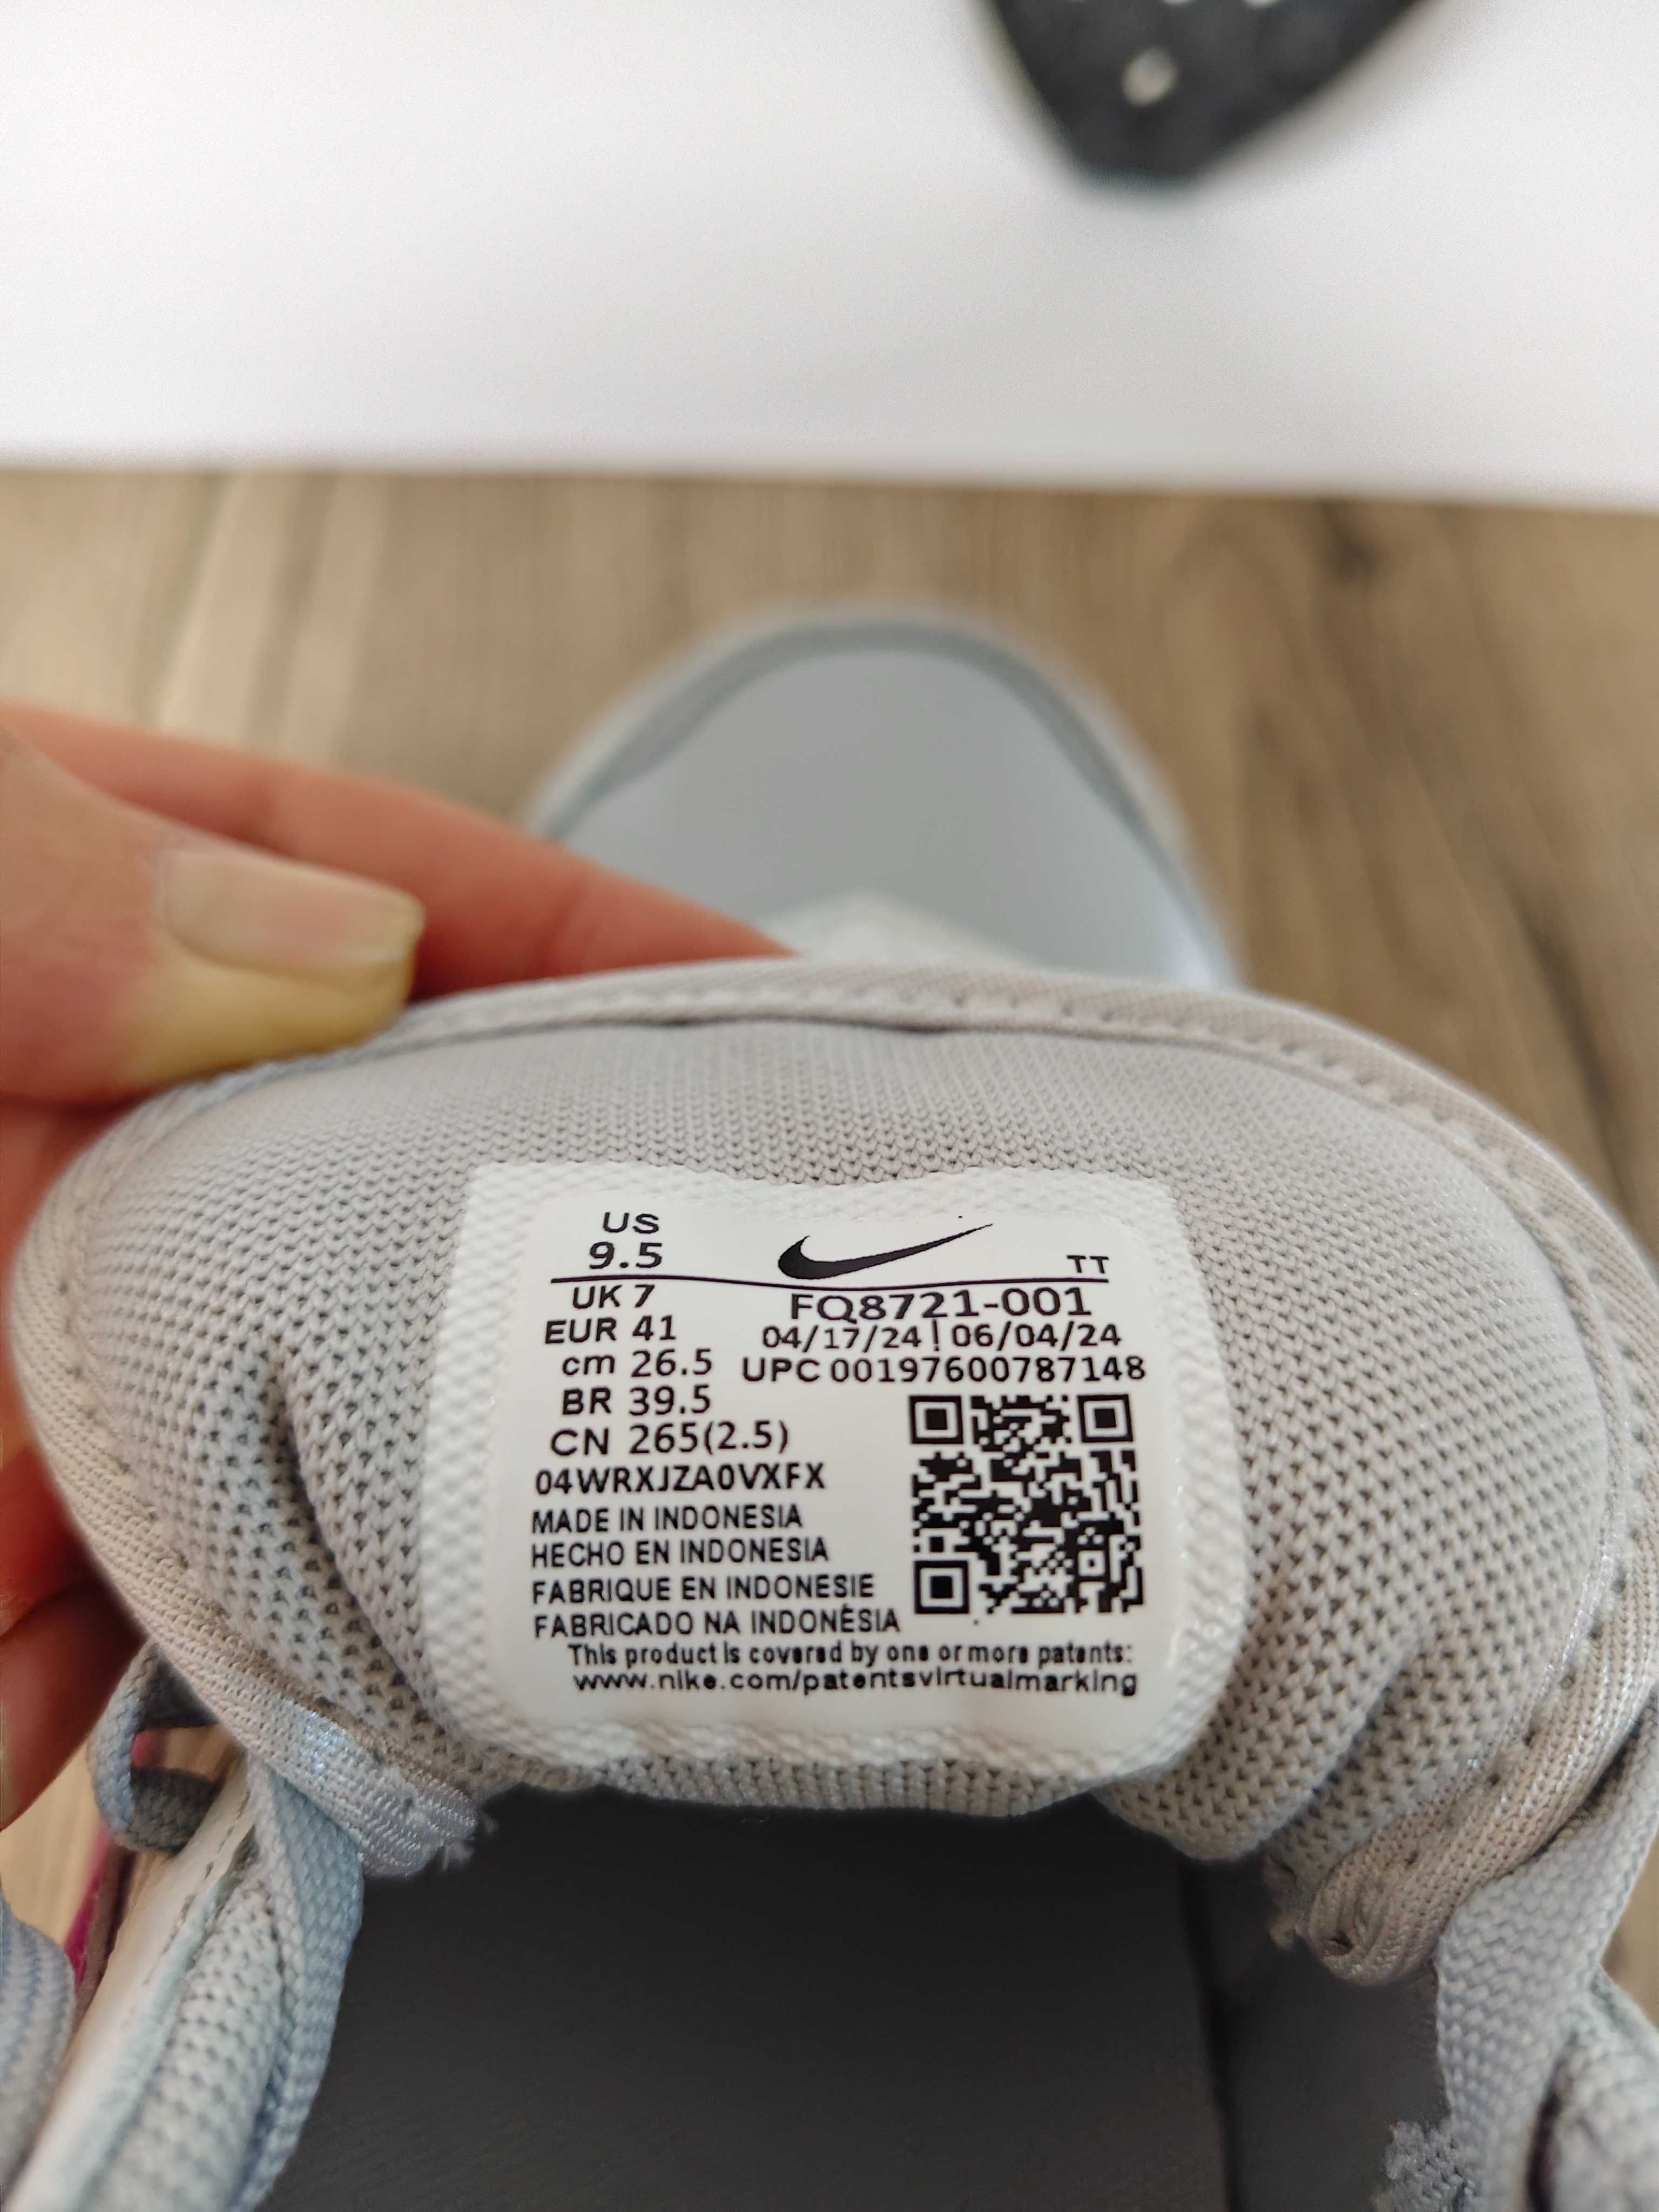 US
9.5
TT
UK 7
FQ8721-001
EUR 41
04/17/24 | 06/04/24
cm 26.5
UPC 00197600787148
BR 39.5
CN 265(2.5)
04WRXJZA0VXFX
MADE IN INDONESIA
HECHO EN INDONESIA
FABRIQUE EN INDONESIE
FABRICADO NA INDONÉSIA
This product is covered by one or more patents:
www.nike.com/patentsvirtualmarking